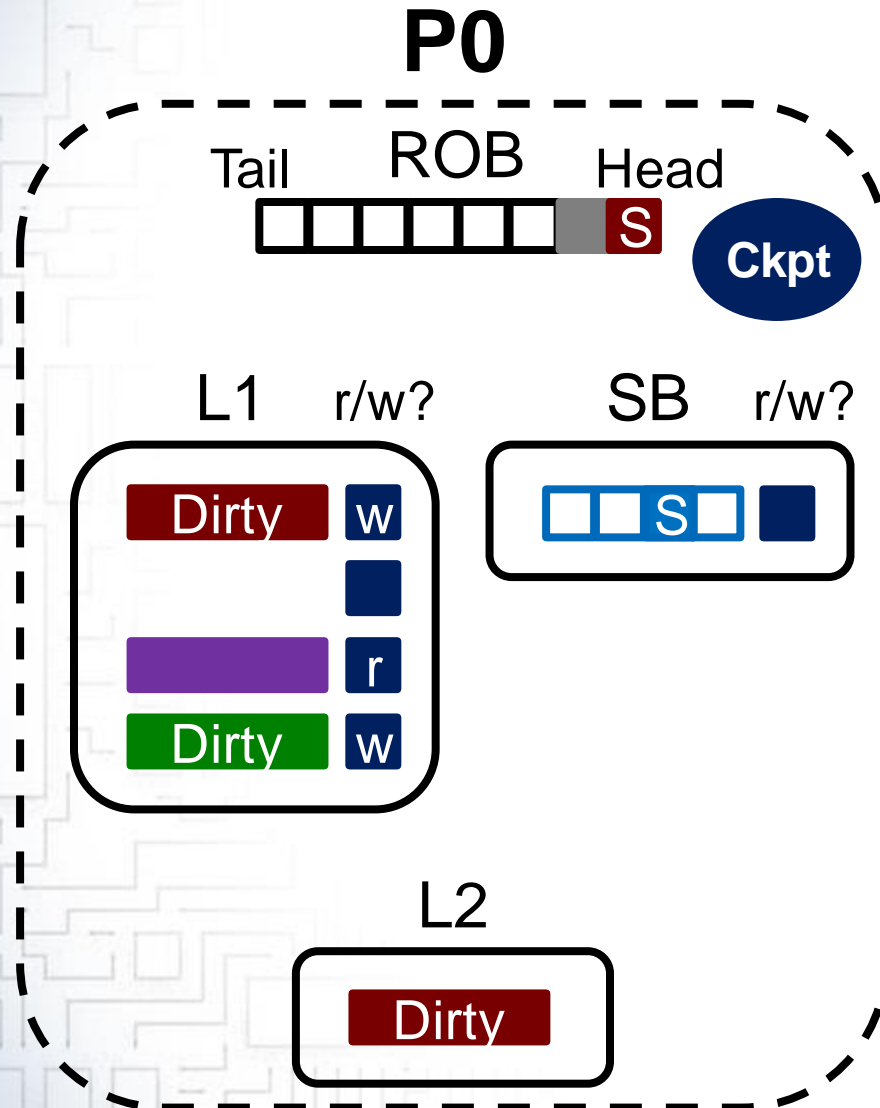 P0
Tail ROB Head
S
Ckpt
L1 r/w?
SB r/w?
Dirty w
r
Dirty w
S
L2
Dirty